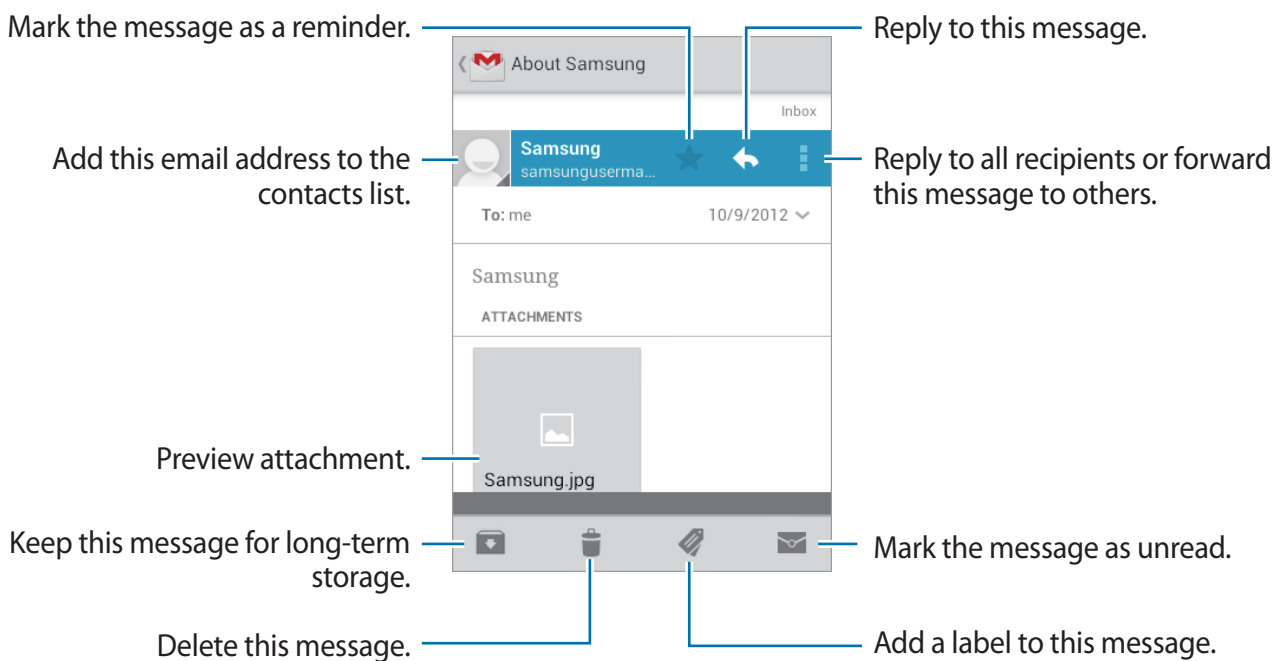 Mark the message as a reminder.
Reply to this message.
About Samsung
Inbox
Add this email address to the
contacts list.
Samsung
samsunguserma...
Reply to all recipients or forward
this message to others.
To: me
10/9/2012
Samsung
ATTACHMENTS
Preview attachment.
Samsung.jpg
Keep this message for long-term
storage.
Mark the message as unread.
Delete this message.
Add a label to this message.